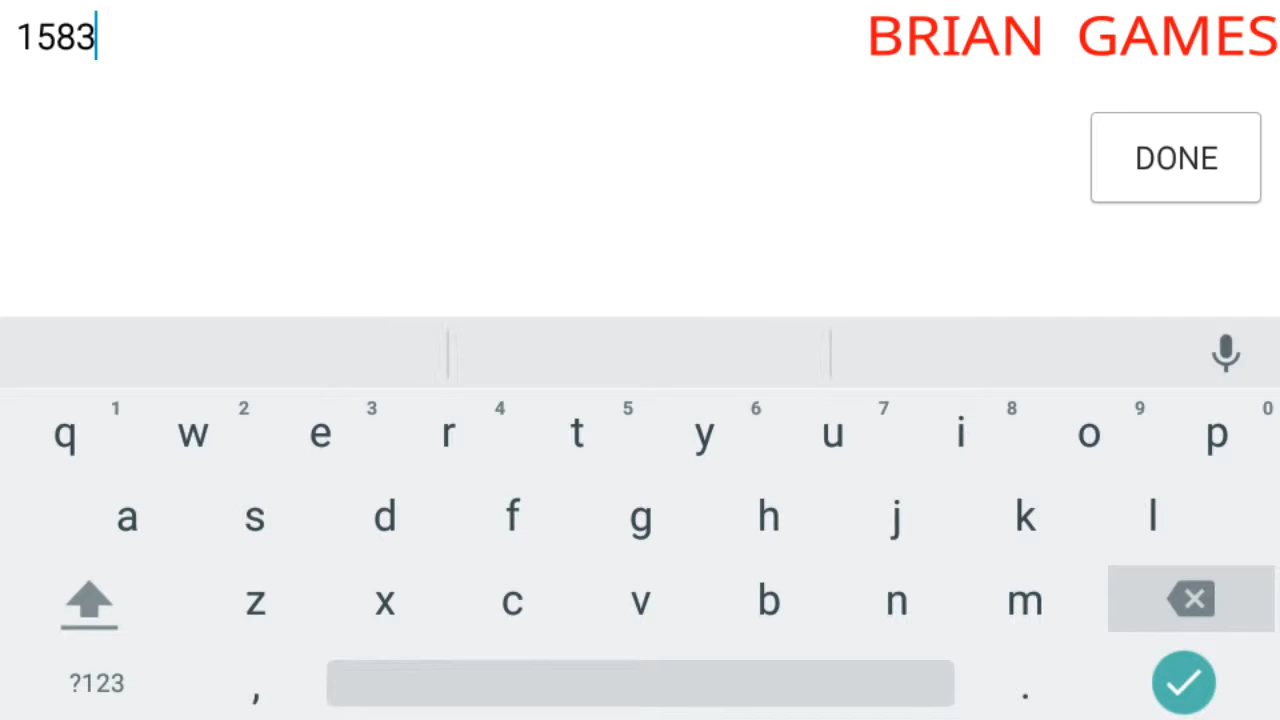 1583
BRIAN GAMES
DONE
1 2 3 4 5 6 7 8 9 0
q w e r t y u i o p
a s d f g h j k l
z x c v b n m
?123 , .